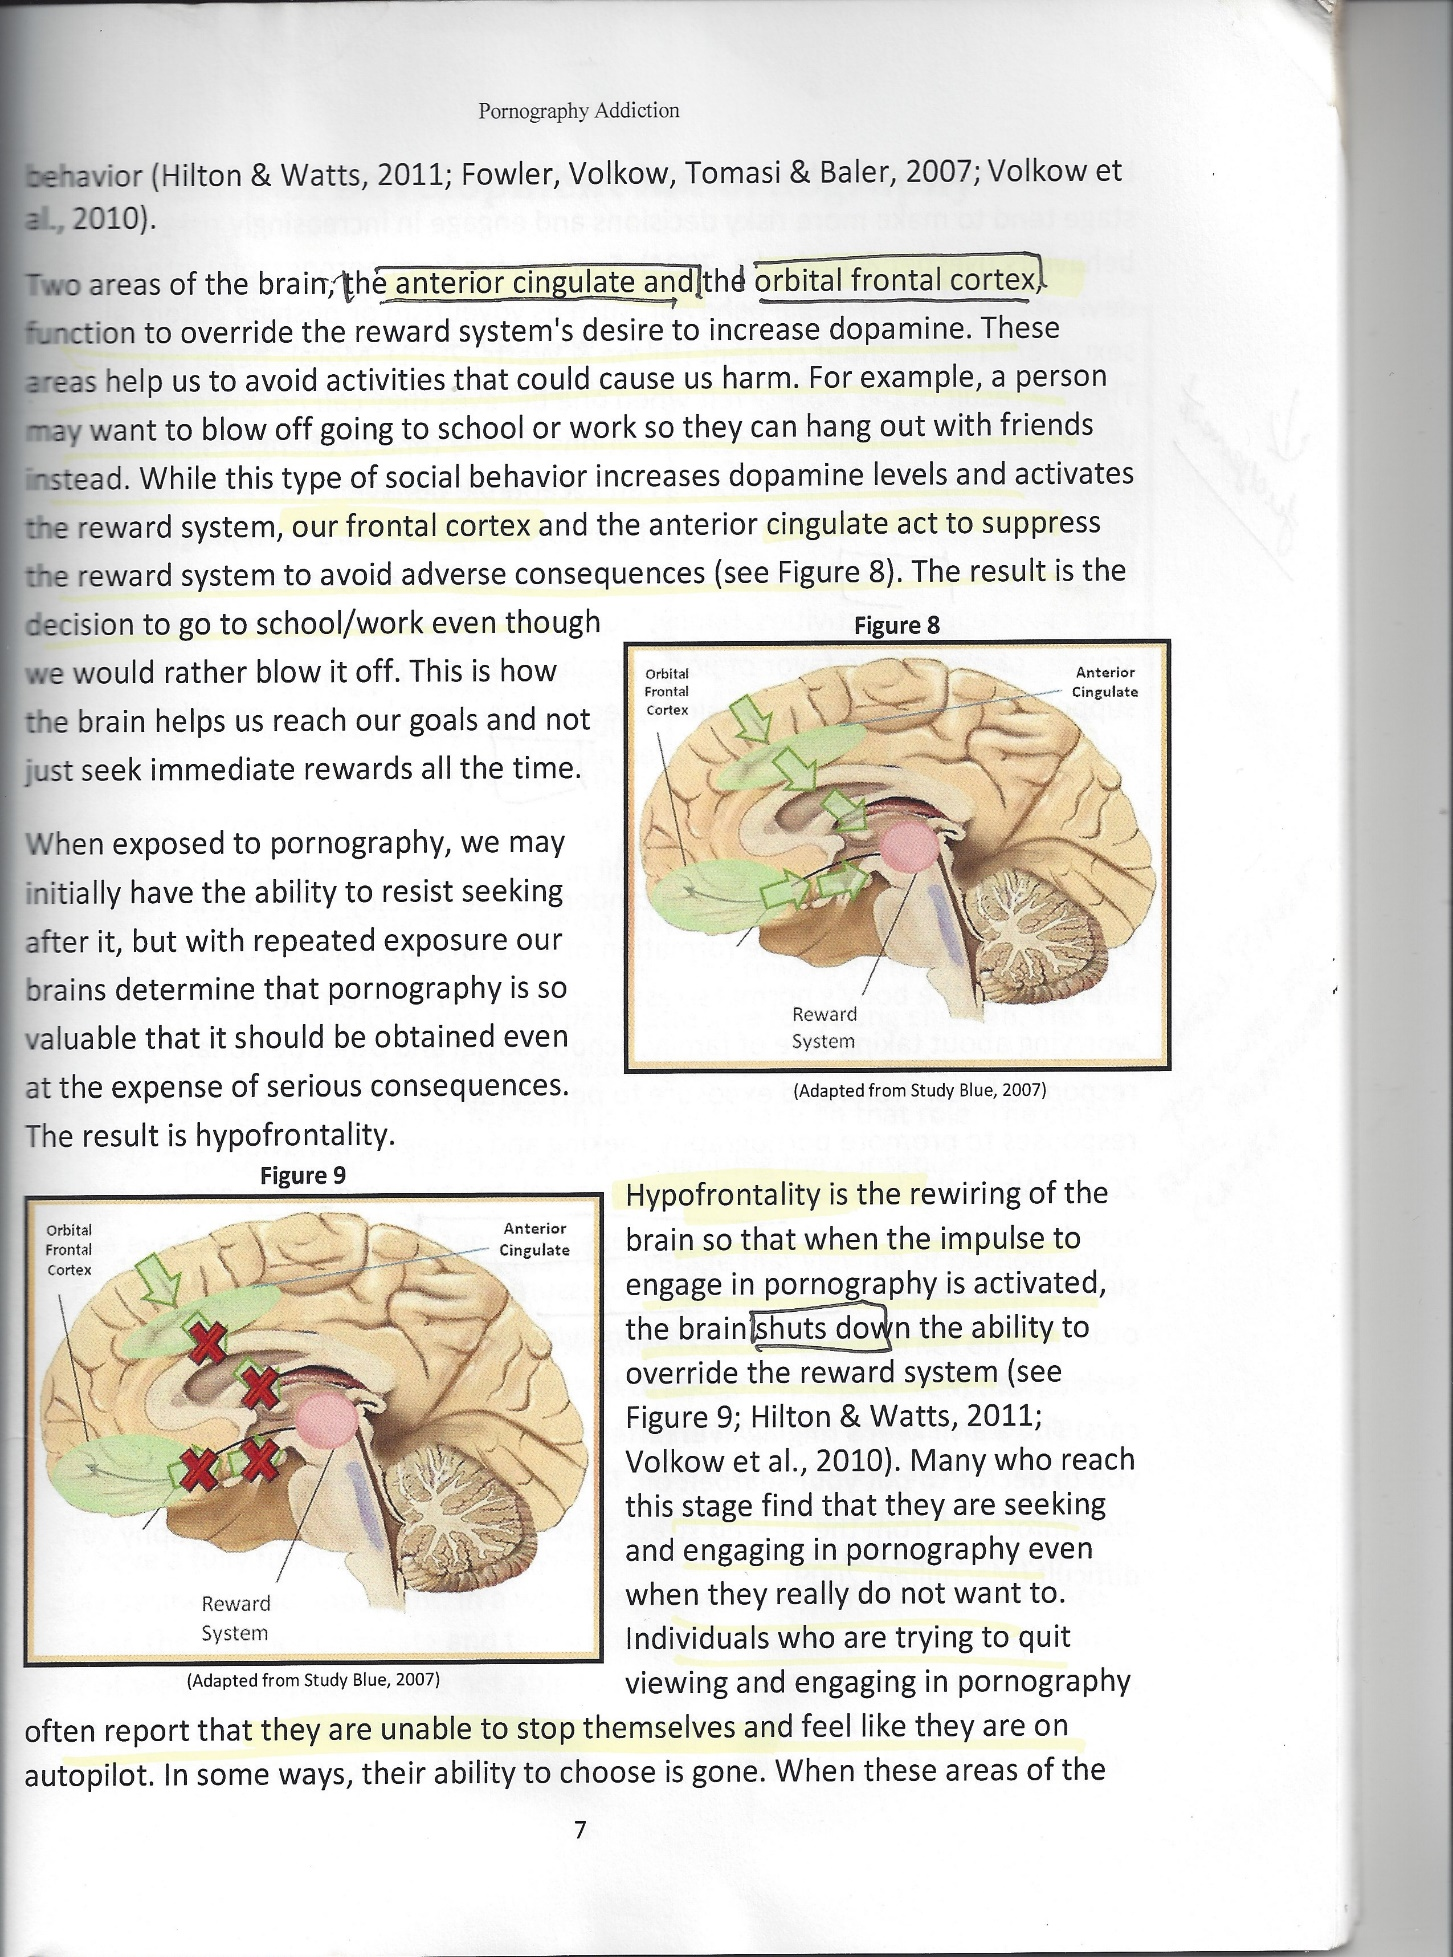 Pornography Addiction
behavior (Hilton & Watts, 2011; Fowler, Volkow, Tomasi & Baler, 2007; Volkow et
al., 2010).
Two areas of the brain, the anterior cingulate and the orbital frontal cortex,
function to override the reward system's desire to increase dopamine. These
areas help us to avoid activities that could cause us harm. For example, a person
may want to blow off going to school or work so they can hang out with friends
instead. While this type of social behavior increases dopamine levels and activates
the reward system, our frontal cortex and the anterior cingulate act to suppress
the reward system to avoid adverse consequences (see Figure 8). The result is the
decision to go to school/work even though
we would rather blow it off. This is how
the brain helps us reach our goals and not
just seek immediate rewards all the time.
When exposed to pornography, we may
initially have the ability to resist seeking
after it, but with repeated exposure our
brains determine that pornography is so
valuable that it should be obtained even
at the expense of serious consequences.
The result is hypofrontality.
Figure 8
Orbital
Frontal
Cortex
Anterior
Cingulate
Reward
System
(Adapted from Study Blue, 2007)
Figure 9
Orbital
Frontal
Cortex
Anterior
Cingulate
Reward
System
(Adapted from Study Blue, 2007)
Hypofrontality is the rewiring of the
brain so that when the impulse to
engage in pornography is activated,
the brain shuts down the ability to
override the reward system (see
Figure 9; Hilton & Watts, 2011;
Volkow et al., 2010). Many who reach
this stage find that they are seeking
and engaging in pornography even
when they really do not want to.
Individuals who are trying to quit
viewing and engaging in pornography
often report that they are unable to stop themselves and feel like they are on
autopilot. In some ways, their ability to choose is gone. When these areas of the
7